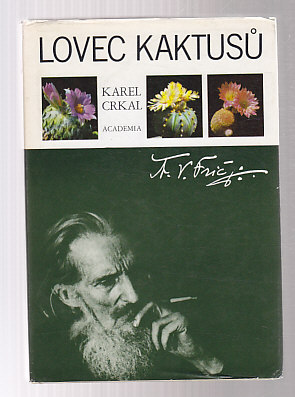 LOVEC KAKTUSŮ
KAREL
CRKAL
ACADEMIA
A. V. Frič